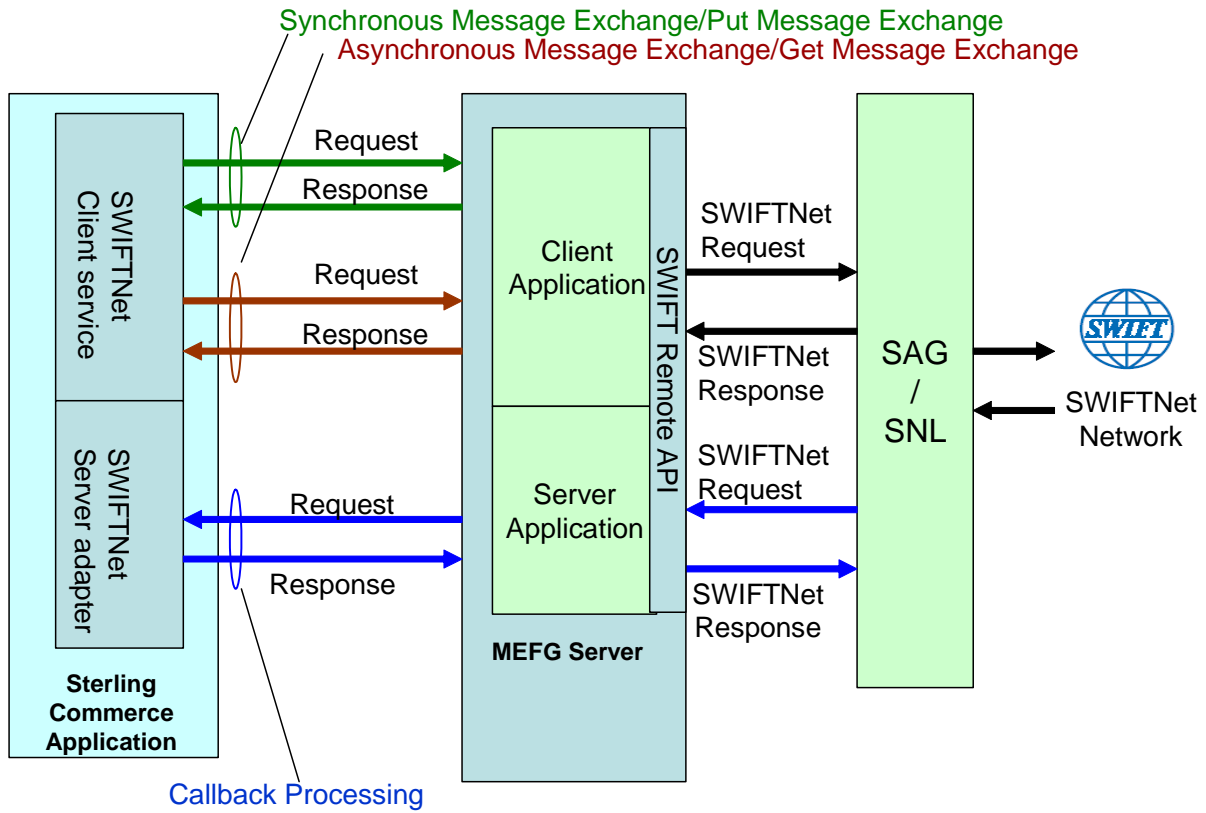 Synchronous Message Exchange/Put Message Exchange
Asynchronous Message Exchange/Get Message Exchange
SWIFTNet
Client service
SWIFTNet
Server adapter
Sterling
Commerce
Application
Request
Response
Request
Response
Request
Response
Callback Processing
Client
Application
Server
Application
SWIFT Remote API
MEFG Server
SWIFTNet
Request
SWIFTNet
Response
SWIFTNet
Request
SWIFTNet
Response
SAG
/
SNL
SWIFT
SWIFTNet
Network